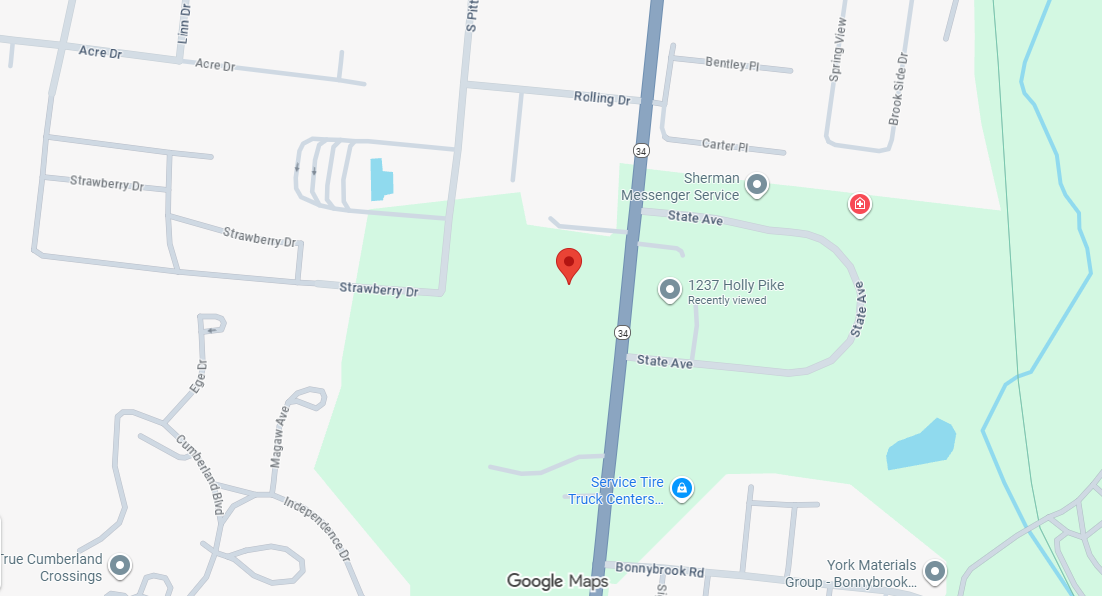 Linn Dr
S Pitt
Acre Dr
Acre Dr
Spring View
Bentley Pl
Brook Side Dr
Rolling Dr
34
Carter Pl
Strawberry Dr
Sherman
Messenger Service
State Ave
Strawberry Dr
Strawberry Dr
1237 Holly Pike
Recently viewed
State Ave
34
State Ave
Ege Dr
Magaw Ave
Cumberland Blvd
Service Tire
Truck Centers...
Independence Dr
True Cumberland
Crossings
Bonnybrook Rd
York Materials
Group - Bonnybrook...
Google Maps